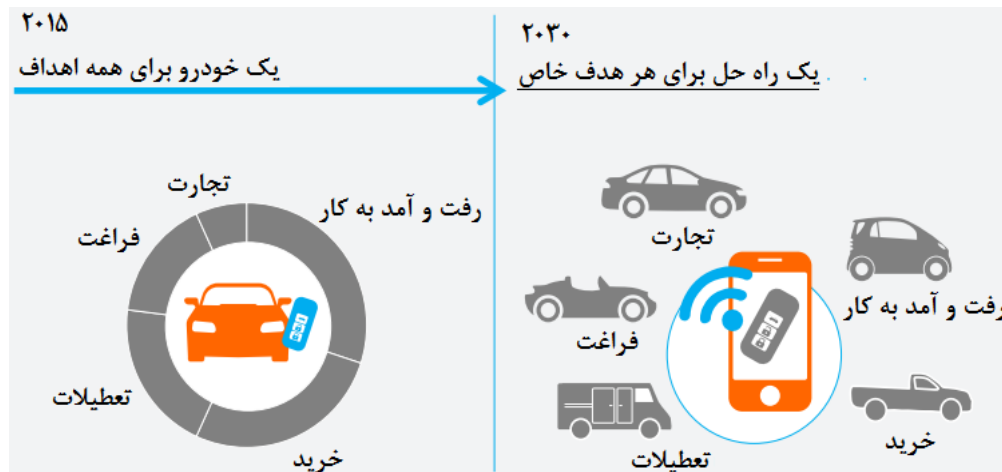 ۲۰۱۵
یک خودرو برای همه اهداف
تجارت
رفت و آمد به کار
فراغت
تعطیلات
خرید
۲۰۳۰
یک راه حل برای هر هدف خاص
تجارت
رفت و آمد به کار
فراغت
خرید
تعطیلات